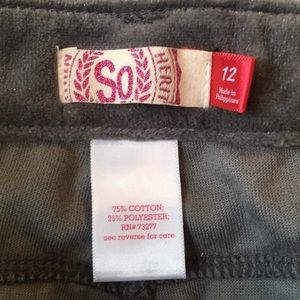 SO
12
Made in
Philippines
75% COTTON;
25% POLYESTER;
RN# 73277
see reverse for care